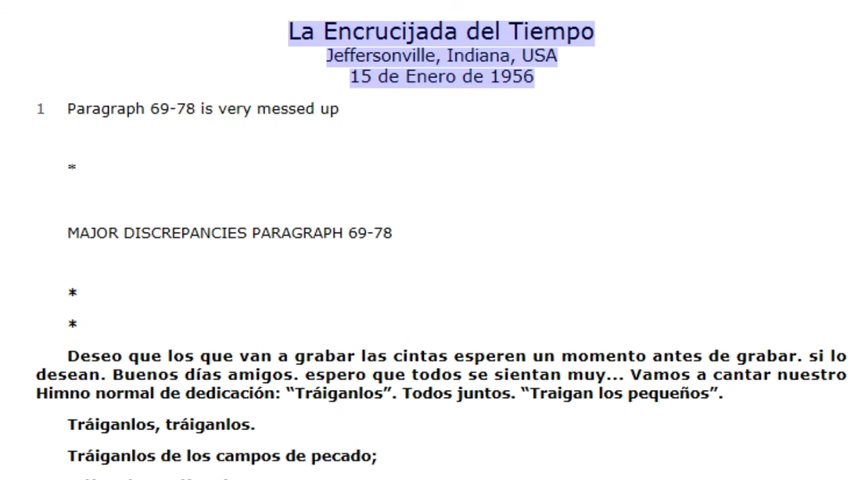 La Encrucijada del Tiempo
Jeffersonville, Indiana, USA
15 de Enero de 1956
1 Paragraph 69-78 is very messed up
*
MAJOR DISCREPANCIES PARAGRAPH 69-78
*
*
Deseo que los que van a grabar las cintas esperen un momento antes de grabar. si lo
desean. Buenos días amigos. espero que todos se sientan muy... Vamos a cantar nuestro
Himno normal de dedicación: “Tráiganlos”. Todos juntos. “Traigan los pequeños”.
Tráiganlos, tráiganlos.
Tráiganlos de los campos de pecado;